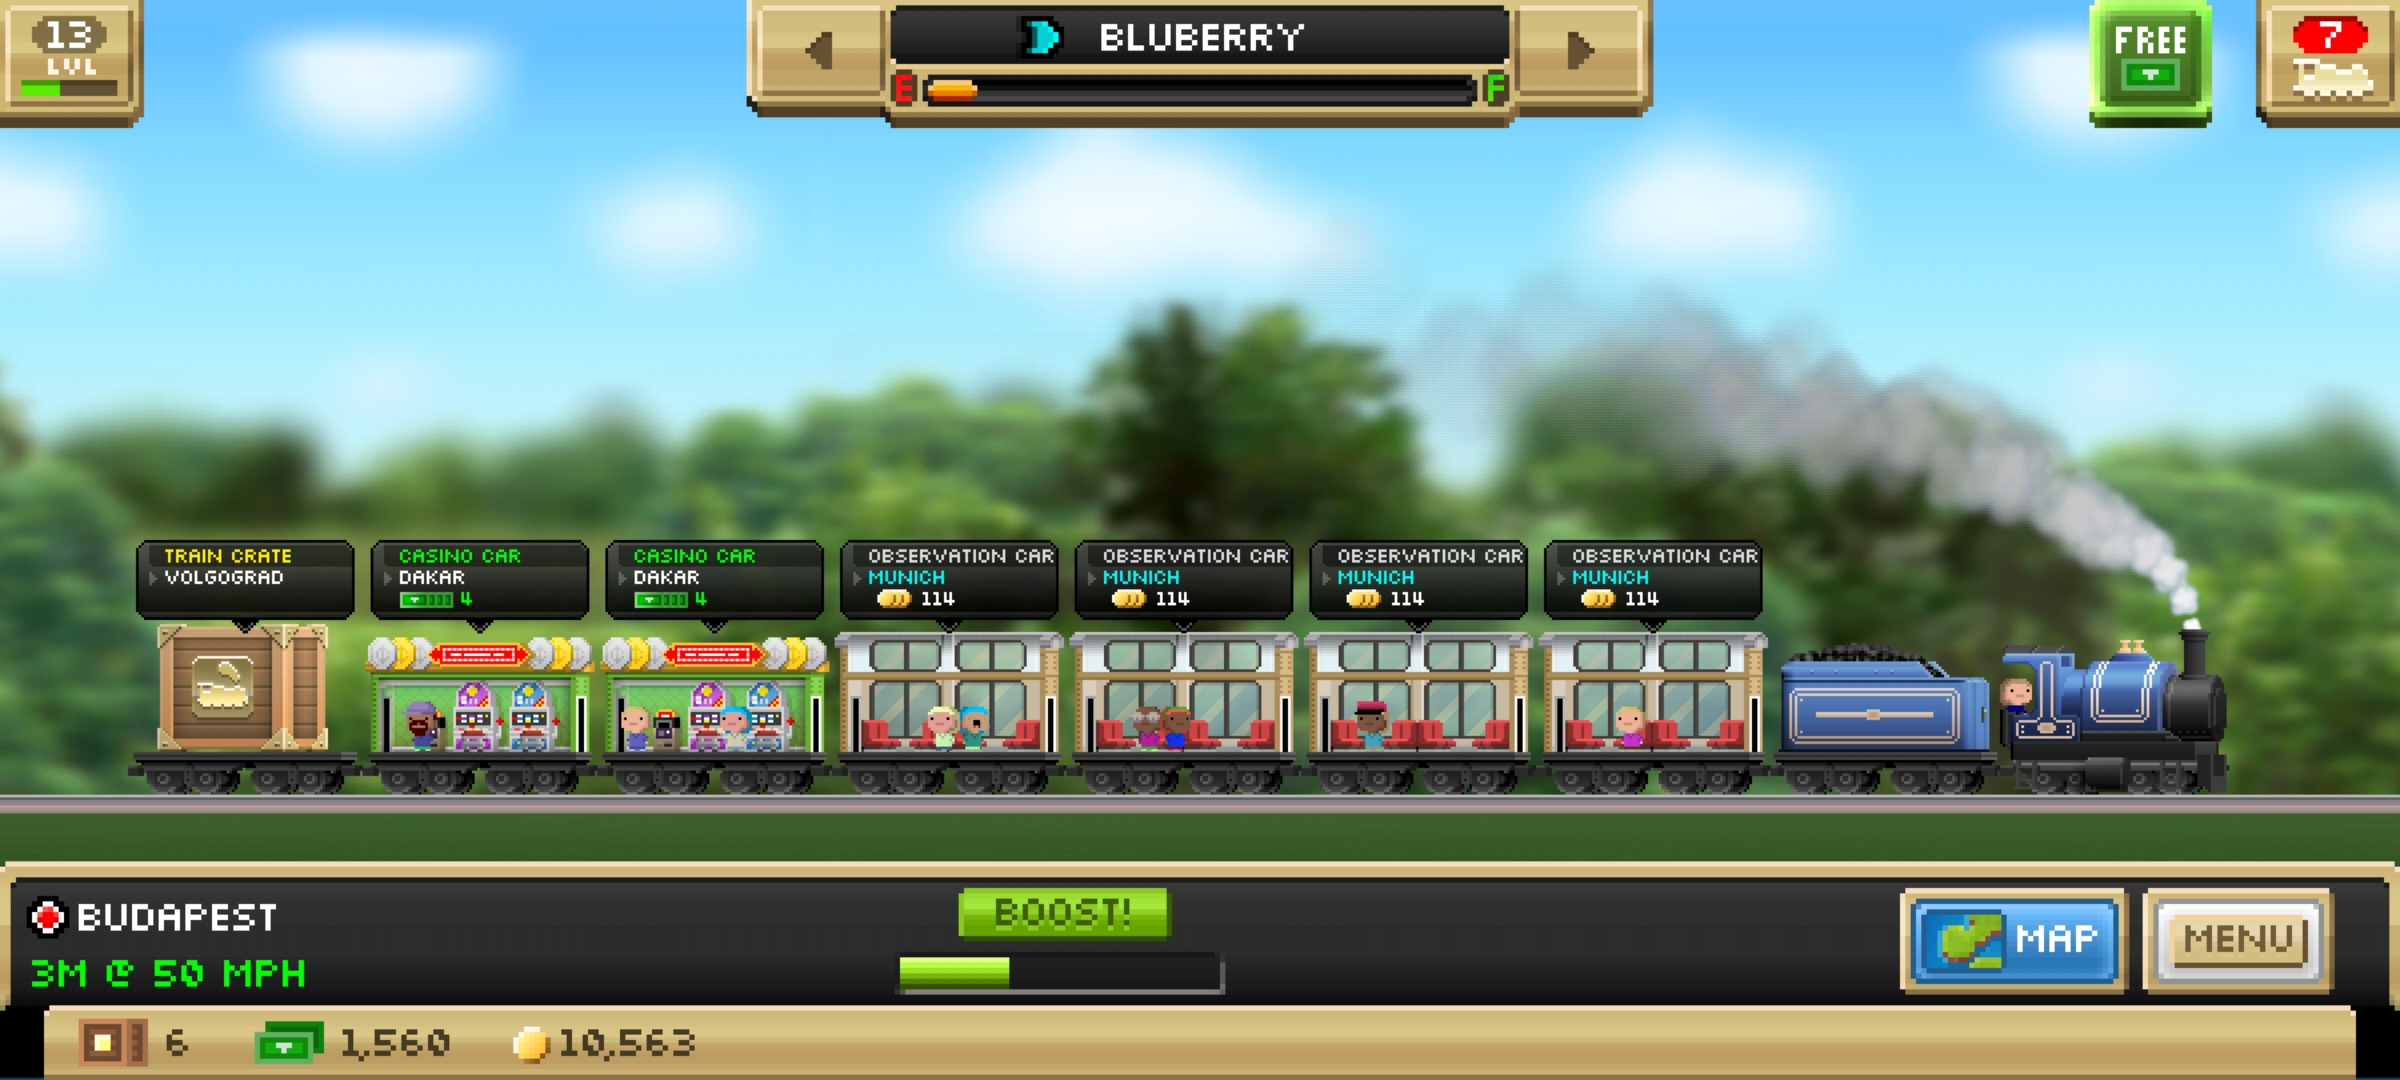 13
LVL
BLUBERRY
E
F
FREE
7
TRAIN CRATE
VOLGOGRAD
CASINO CAR
DAKAR
4
CASINO CAR
DAKAR
4
OBSERVATION CAR
MUNICH
114
OBSERVATION CAR
MUNICH
114
OBSERVATION CAR
MUNICH
114
OBSERVATION CAR
MUNICH
114
BUDAPEST
3M @ 50 MPH
BOOST!
MAP
MENU
6
1,560
10,563